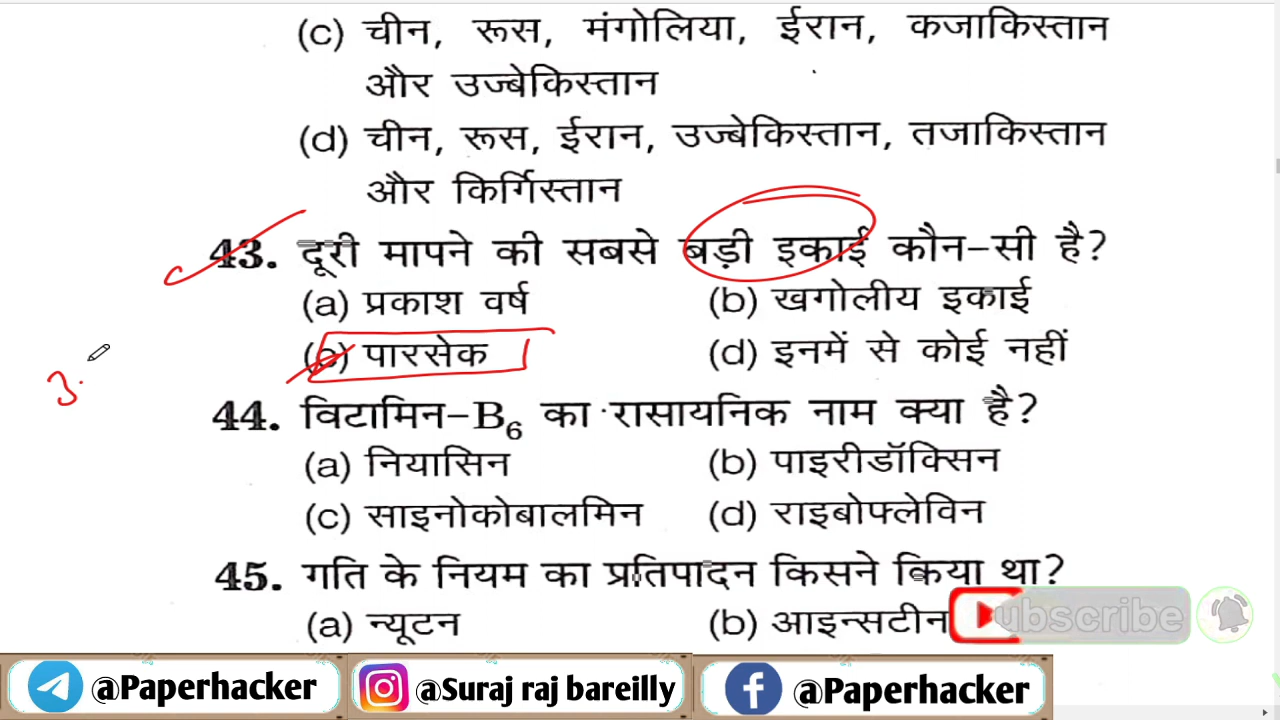 (c) चीन, रूस, मंगोलिया, ईरान, कजाकिस्तान
और उज्बेकिस्तान
(d) चीन, रूस, ईरान, उज्बेकिस्तान, तजाकिस्तान
और किर्गिस्तान
43. दूरी मापने की सबसे बड़ी इकाई कौन-सी है?
(a) प्रकाश वर्ष (b) खगोलीय इकाई
(c) पारसेक (d) इनमें से कोई नहीं
3.
44. विटामिन-B6 का रासायनिक नाम क्या है?
(a) नियासिन (b) पाइरीडॉक्सिन
(c) साइनोकोबालमिन (d) राइबोफ्लेविन
45. गति के नियम का प्रतिपादन किसने किया था?
(a) न्यूटन (b) आइन्सटीन
ubscribe
@Paperhacker @Suraj raj bareilly @Paperhacker